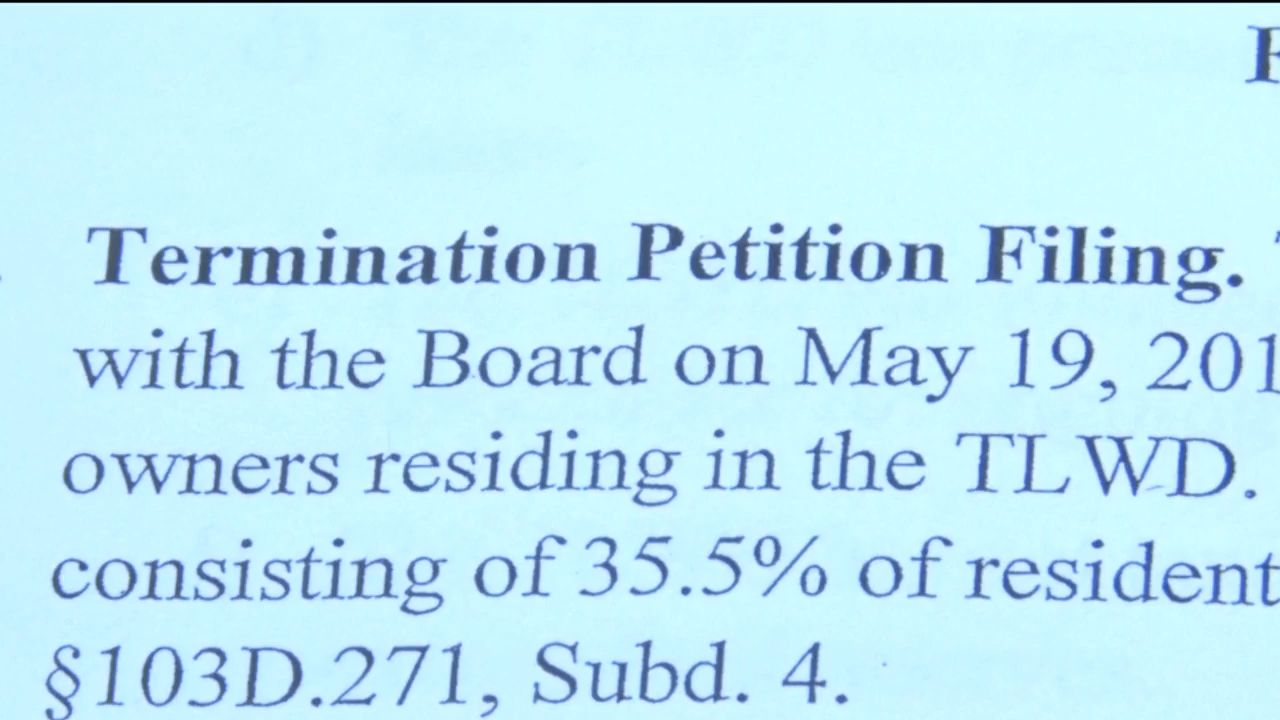 Termination Petition Filing.
with the Board on May 19, 201
owners residing in the TLWD.
consisting of 35.5% of resident
§103D.271, Subd. 4.